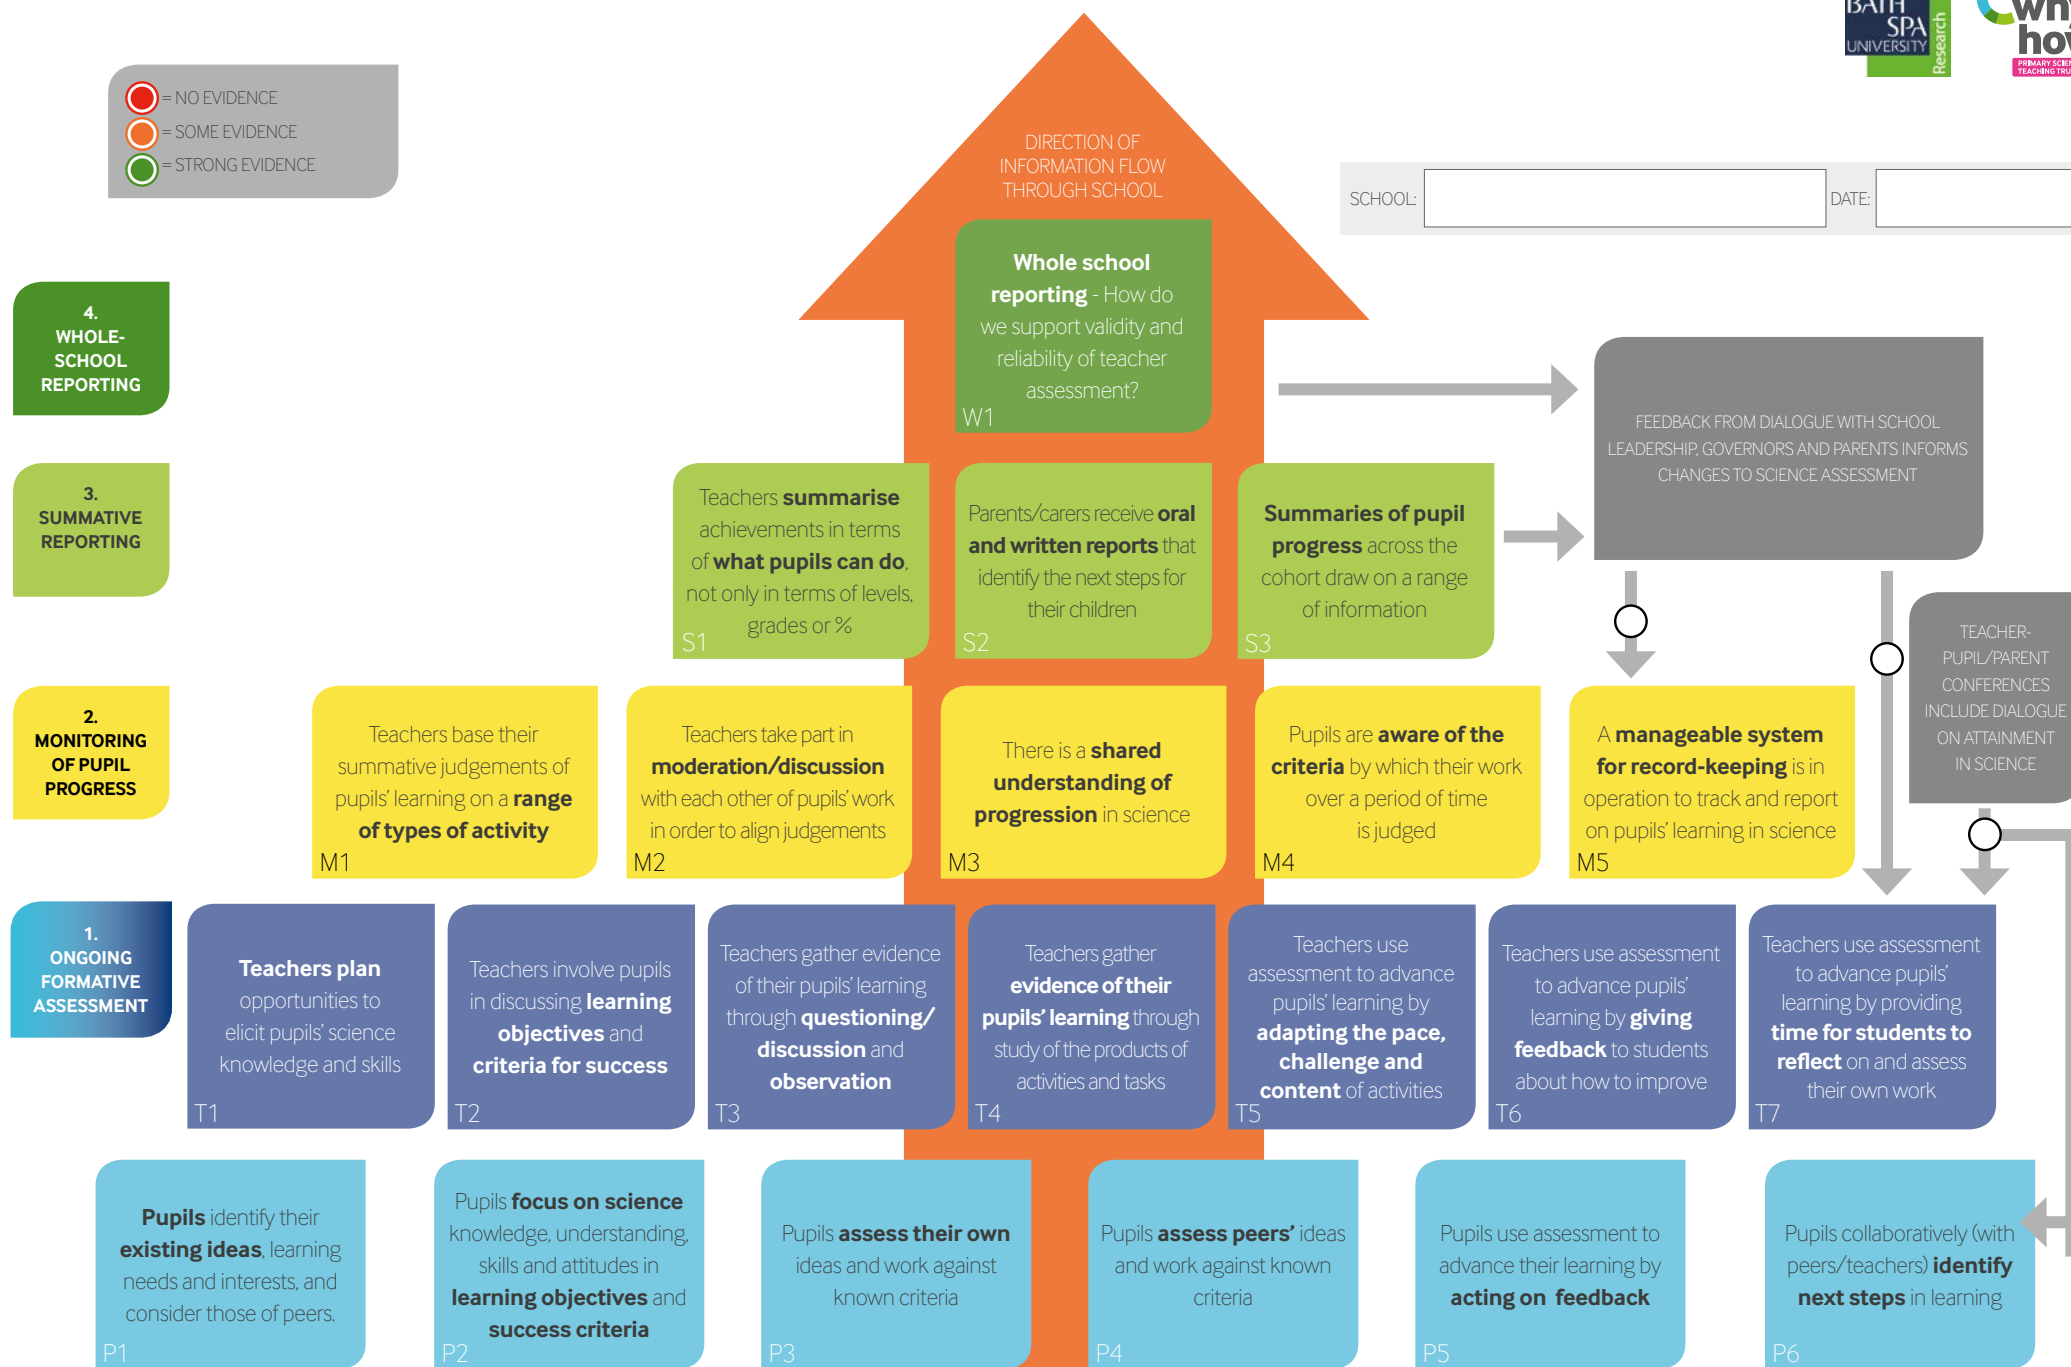 BATH
SPA
UNIVERSITY
Research
why
how
PRIMARY SCIENCE
TEACHING TRUST
= NO EVIDENCE
= SOME EVIDENCE
= STRONG EVIDENCE
DIRECTION OF
INFORMATION FLOW
THROUGH SCHOOL
SCHOOL:
DATE:
4.
WHOLE-
SCHOOL
REPORTING
Whole school
reporting - How do
we support validity and
reliability of teacher
assessment?
W1
FEEDBACK FROM DIALOGUE WITH SCHOOL
LEADERSHIP, GOVERNORS AND PARENTS INFORMS
CHANGES TO SCIENCE ASSESSMENT
3.
SUMMATIVE
REPORTING
Teachers summarise
achievements in terms
of what pupils can do,
not only in terms of levels,
grades or %
S1
Parents/carers receive oral
and written reports that
identify the next steps for
their children
S2
Summaries of pupil
progress across the
cohort draw on a range
of information
S3
TEACHER-
PUPIL/PARENT
CONFERENCES
INCLUDE DIALOGUE
ON ATTAINMENT
IN SCIENCE
2.
MONITORING
OF PUPIL
PROGRESS
Teachers base their
summative judgements of
pupils' learning on a range
of types of activity
M1
Teachers take part in
moderation/discussion
with each other of pupils' work
in order to align judgements
M2
There is a shared
understanding of
progression in science
M3
Pupils are aware of the
criteria by which their work
over a period of time
is judged
M4
A manageable system
for record-keeping is in
operation to track and report
on pupils' learning in science
M5
1.
ONGOING
FORMATIVE
ASSESSMENT
Teachers plan
opportunities to
elicit pupils' science
knowledge and skills
T1
Teachers involve pupils
in discussing learning
objectives and
criteria for success
T2
Teachers gather evidence
of their pupils' learning
through questioning/
discussion and
observation
T3
Teachers gather
evidence of their
pupils' learning through
study of the products of
activities and tasks
T4
Teachers use
assessment to advance
pupils' learning by
adapting the pace,
challenge and
content of activities
T5
Teachers use assessment
to advance pupils'
learning by giving
feedback to students
about how to improve
T6
Teachers use assessment
to advance pupils'
learning by providing
time for students to
reflect on and assess
their own work
T7
Pupils identify their
existing ideas, learning
needs and interests, and
consider those of peers.
P1
Pupils focus on science
knowledge, understanding,
skills and attitudes in
learning objectives and
success criteria
P2
Pupils assess their own
ideas and work against
known criteria
P3
Pupils assess peers' ideas
and work against known
criteria
P4
Pupils use assessment to
advance their learning by
acting on feedback
P5
Pupils collaboratively (with
peers/teachers) identify
next steps in learning
P6